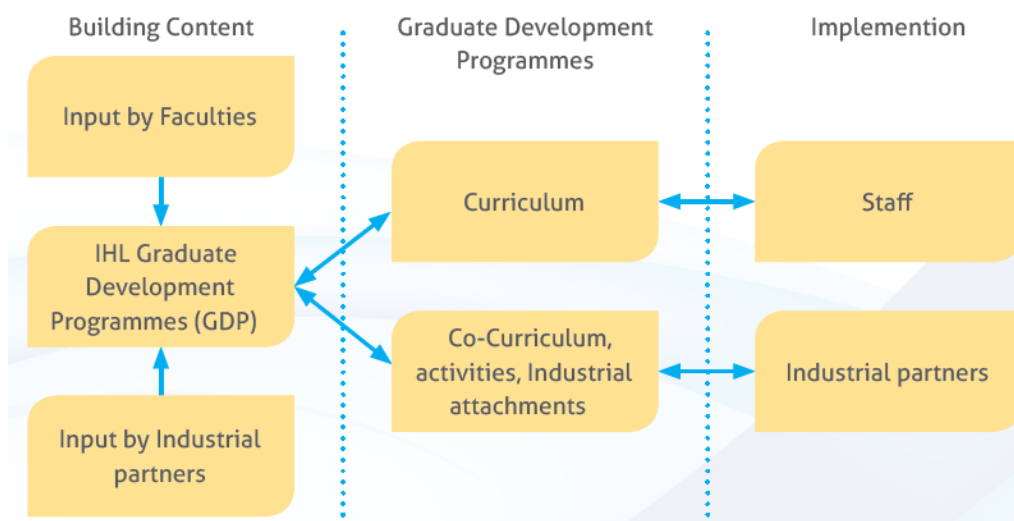 Building Content
Graduate Development
Programmes
Implemention
Input by Faculties
IHL Graduate
Development
Programmes (GDP)
Input by Industrial
partners
Curriculum
Co-Curriculum,
activities, Industrial
attachments
Staff
Industrial partners